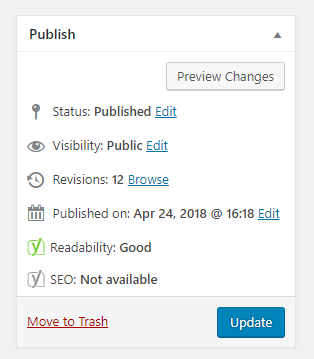 Publish
Preview Changes
Status: Published Edit
Visibility: Public Edit
Revisions: 12 Browse
Published on: Apr 24, 2018 @ 16:18 Edit
Readability: Good
SEO: Not available
Move to Trash
Update